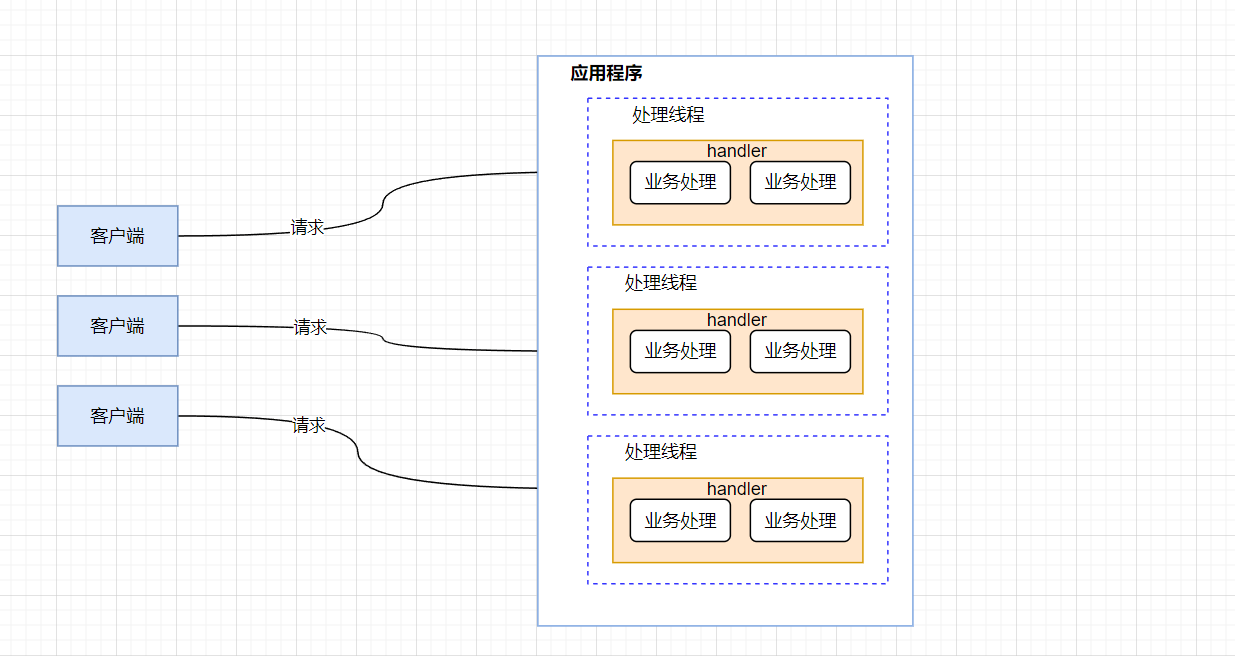 应用程序
处理线程
handler
业务处理 业务处理
请求
客户端
处理线程
handler
业务处理 业务处理
请求
客户端
处理线程
handler
业务处理 业务处理
请求
客户端